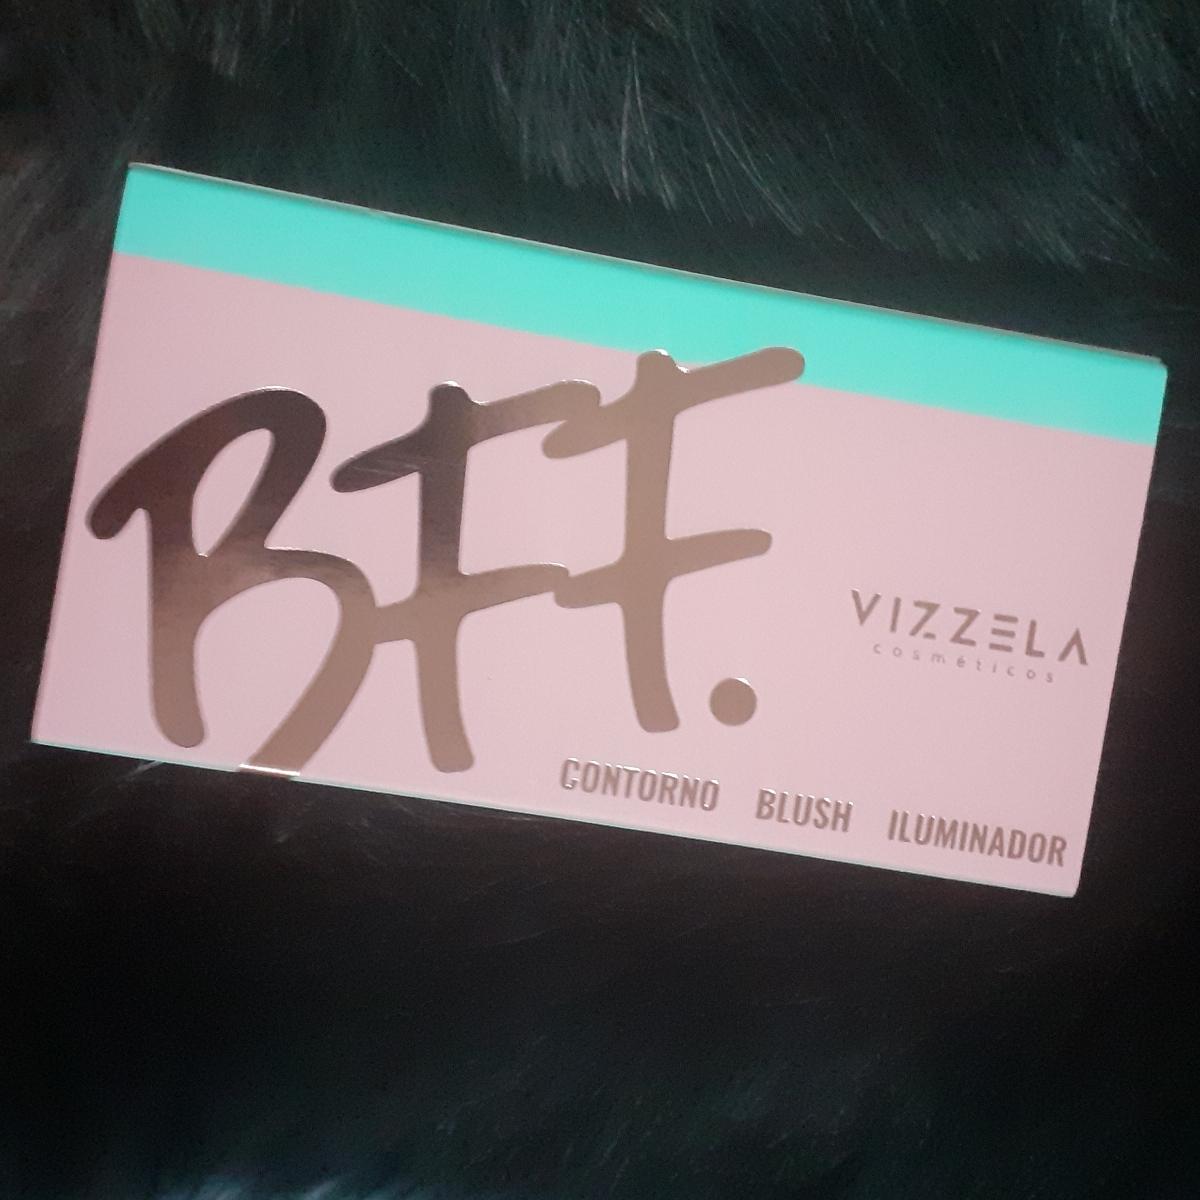 BFF.
VIZZELA
cosméticos
CONTORNO BLUSH ILUMINADOR